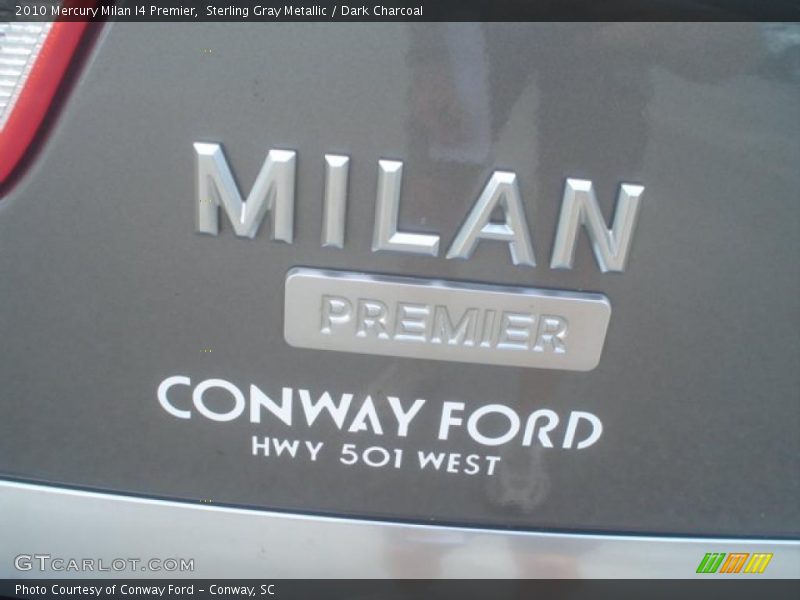 2010 Mercury Milan I4 Premier,  Sterling Gray Metallic / Dark Charcoal
MILAN
PREMIER
CONWAY FORD
HWY 501 WEST
GTCARLOT.COM
Photo Courtesy of Conway Ford – Conway, SC